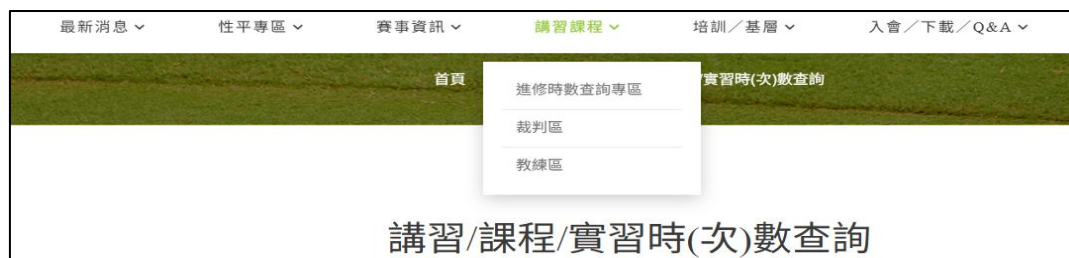 最新消息 性平專區 賽事資訊 講習課程 培訓／基層 入會／下載／Q&A
首頁 /實習時(次)數查詢
進修時數查詢專區
裁判區
教練區
講習/課程/實習時(次)數查詢